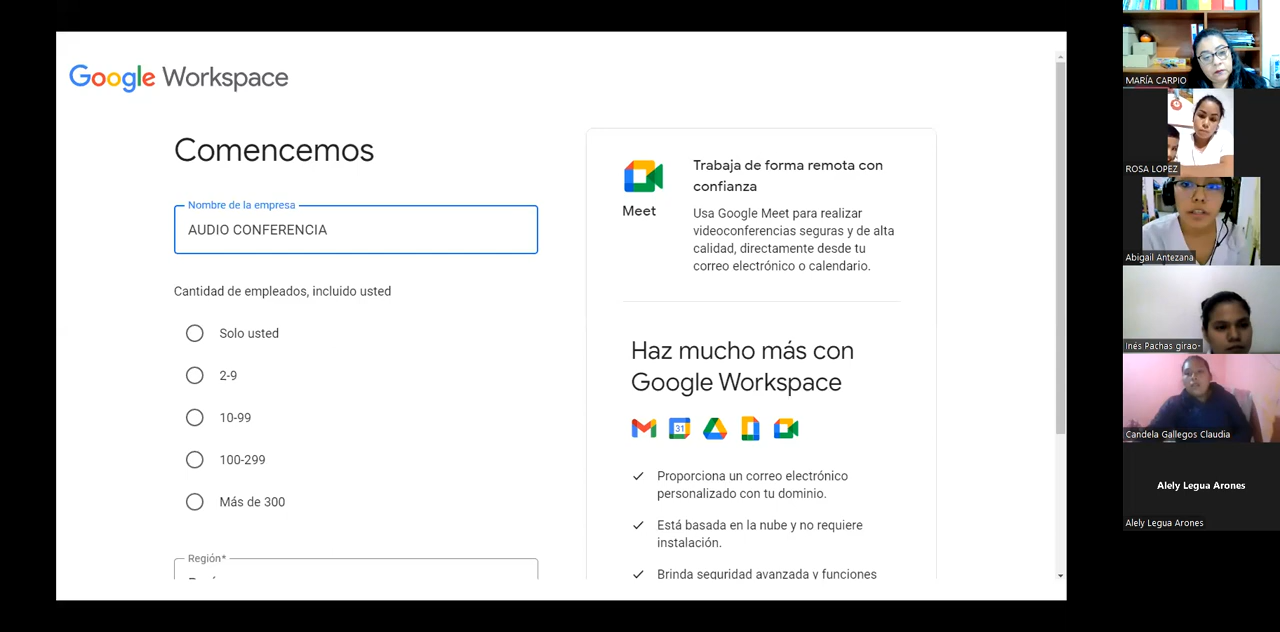 Google Workspace
Comencemos
Nombre de la empresa
AUDIO CONFERENCIA
Cantidad de empleados, incluido usted
Solo usted
2-9
10-99
100-299
Más de 300
Región*
Meet
Trabaja de forma remota con
confianza
Usa Google Meet para realizar
videoconferencias seguras y de alta
calidad, directamente desde tu
correo electrónico o calendario.
Haz mucho más con
Google Workspace
31
Proporciona un correo electrónico
personalizado con tu dominio.
Está basada en la nube y no requiere
instalación.
Brinda seguridad avanzada y funciones
MARÍA CARPIO
ROSA LOPEZ
Abigail Antezana
Inés Pachas girao-
Candela Gallegos Claudia
Alely Legua Arones
Alely Legua Arones